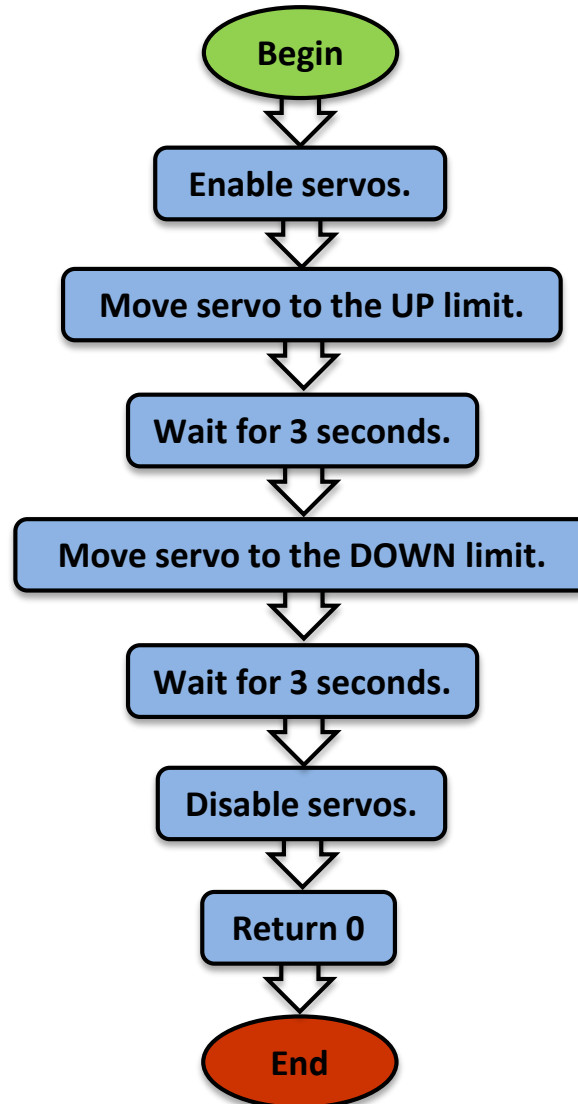 Begin
Enable servos.
Move servo to the UP limit.
Wait for 3 seconds.
Move servo to the DOWN limit.
Wait for 3 seconds.
Disable servos.
Return 0
End